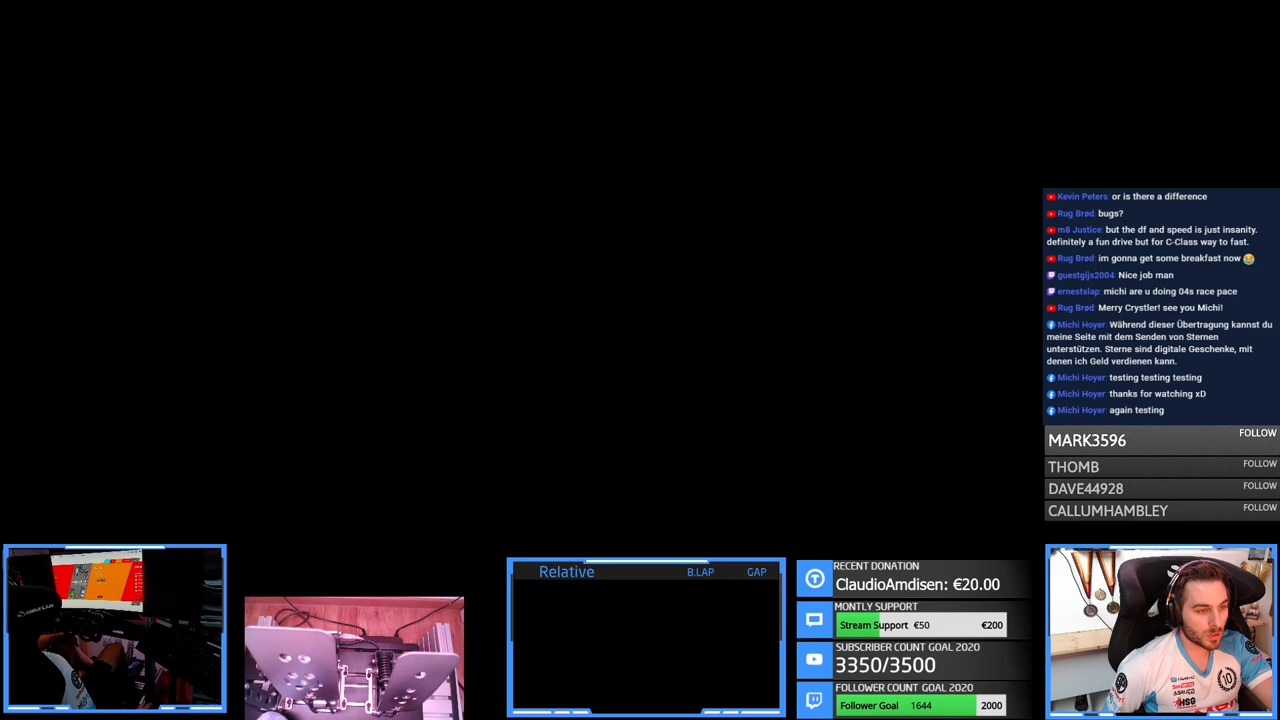 Kevin Peters: or is there a difference
Rug Brød: bugs?
m8 Justice: but the df and speed is just insanity.
definitely a fun drive but for C-Class way to fast.
Rug Brød: im gonna get some breakfast now
guestgijs2004: Nice job man
ernestslap: michi are u doing 04s race pace
Rug Brød: Merry Crystler! see you Michi!
Michi Hoyer: Während dieser Übertragung kannst du
meine Seite mit dem Senden von Sternen
unterstützen. Sterne sind digitale Geschenke, mit
denen ich Geld verdienen kann.
Michi Hoyer: testing testing testing
Michi Hoyer: thanks for watching xD
Michi Hoyer: again testing
MARK3596 FOLLOW
THOMB FOLLOW
DAVE44928 FOLLOW
CALLUMHAMBLEY FOLLOW
Relative B.LAP GAP
RECENT DONATION
ClaudioAmdisen: €20.00
MONTLY SUPPORT
Stream Support €50 €200
SUBSCRIBER COUNT GOAL 2020
3350/3500
FOLLOWER COUNT GOAL 2020
Follower Goal 1644 2000
10
HSG